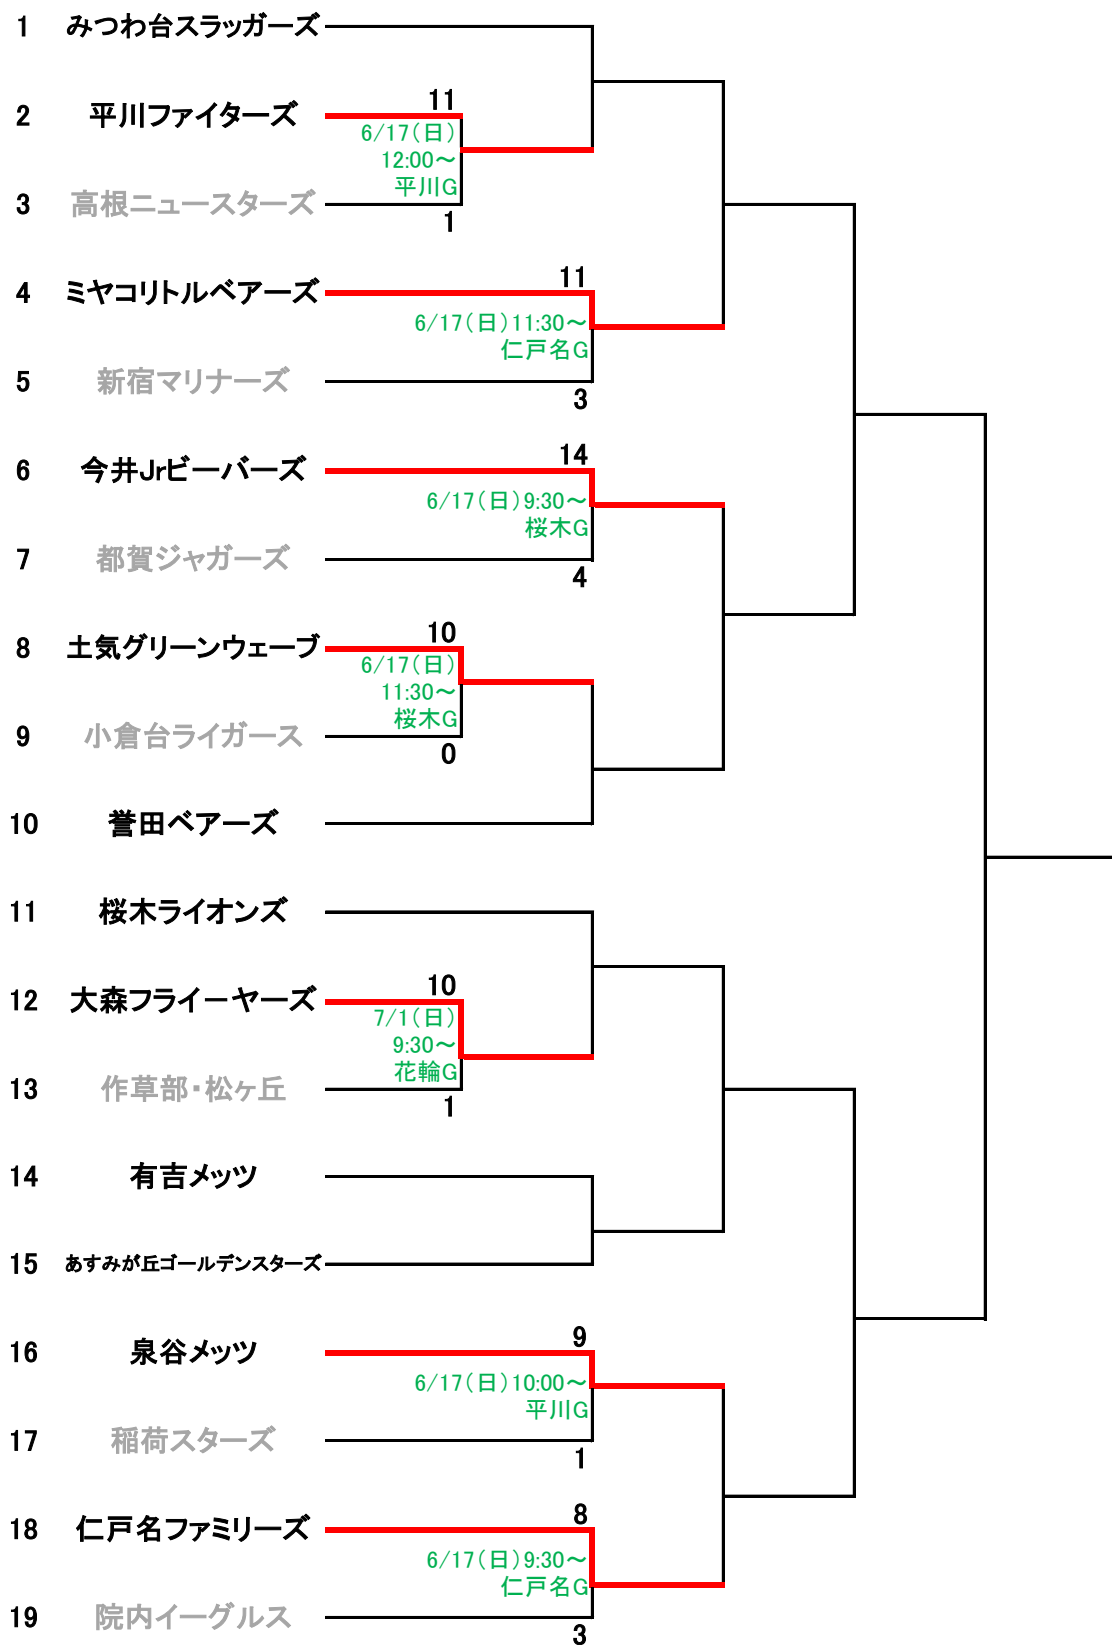 1 みつわ台スラッガーズ
11
2 平川ファイターズ
6/17(日)
12:00～
平川G
3 高根ニュースターズ
1
11
4 ミヤコリトルベアーズ
6/17(日)11:30～
仁戸名G
5 新宿マリナーズ
3
14
6 今井Jrビーバーズ
6/17(日)9:30～
桜木G
7 都賀ジャガーズ
4
10
8 土気グリーンウェーブ
6/17(日)
11:30～
桜木G
9 小倉台ライガース
0
10 誉田ベアーズ
11 桜木ライオンズ
10
12 大森フライーヤーズ
7/1(日)
9:30～
花輪G
13 作草部・松ヶ丘
1
14 有吉メッツ
15 あすみが丘ゴールデンスターズ
9
16 泉谷メッツ
6/17(日)10:00～
平川G
17 稲荷スターズ
1
8
18 仁戸名ファミリーズ
6/17(日)9:30～
仁戸名G
19 院内イーグルス
3